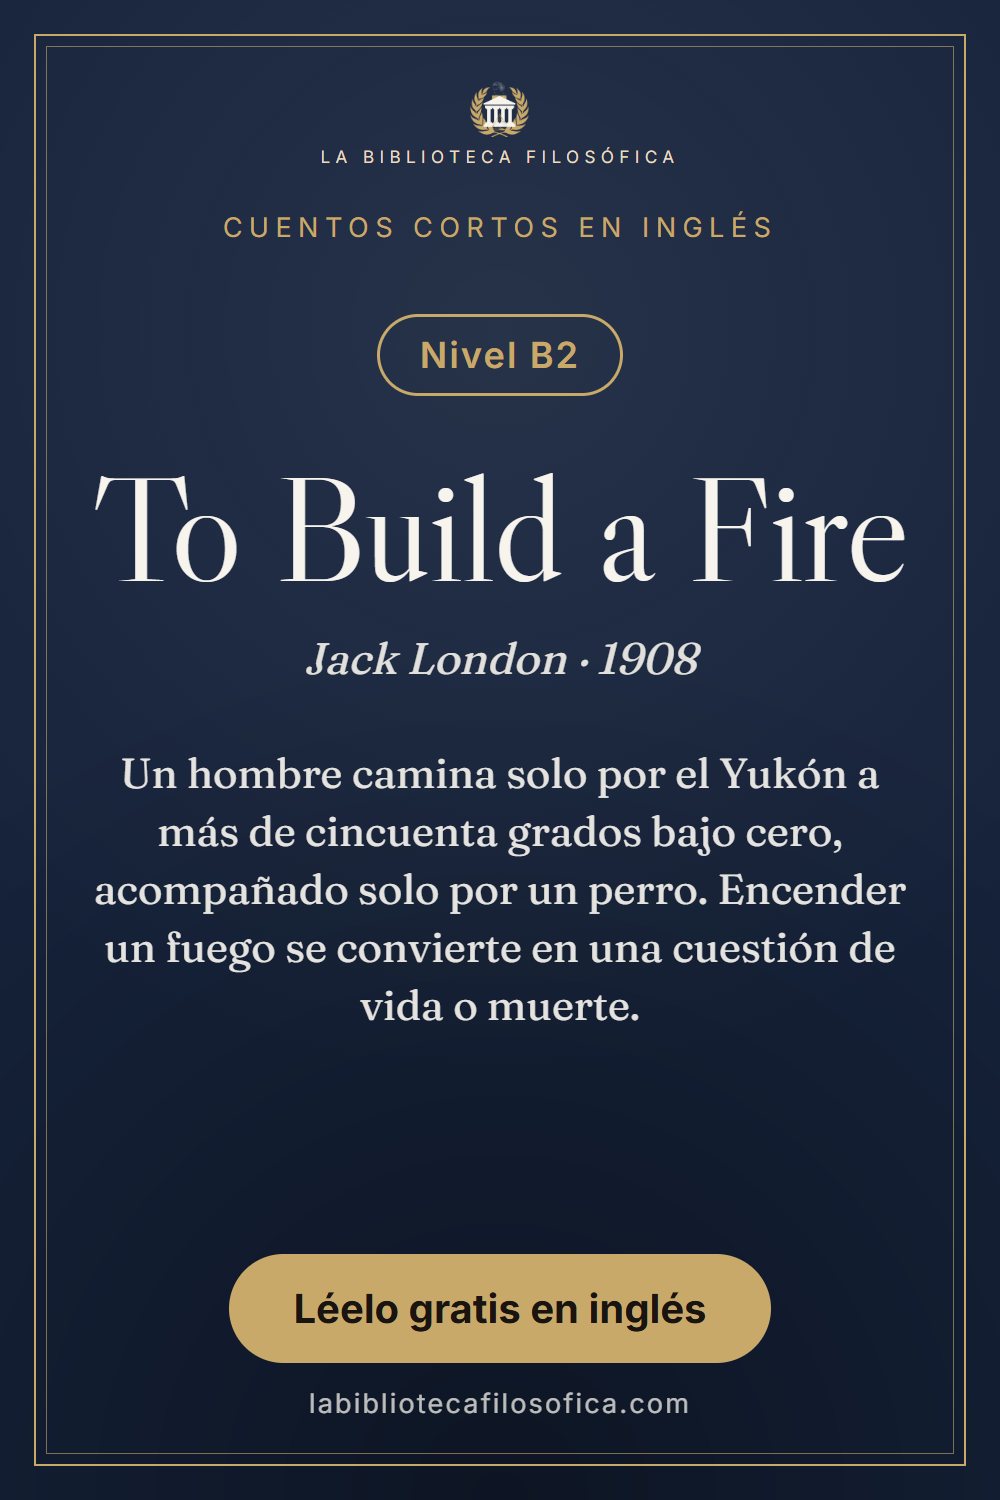 LA BIBLIOTECA FILOSÓFICA
CUENTOS CORTOS EN INGLÉS
Nivel B2
To Build a Fire
Jack London · 1908
Un hombre camina solo por el Yukón a
más de cincuenta grados bajo cero,
acompañado solo por un perro. Encender
un fuego se convierte en una cuestión de
vida o muerte.
Léelo gratis en inglés
labibliotecafilosofica.com